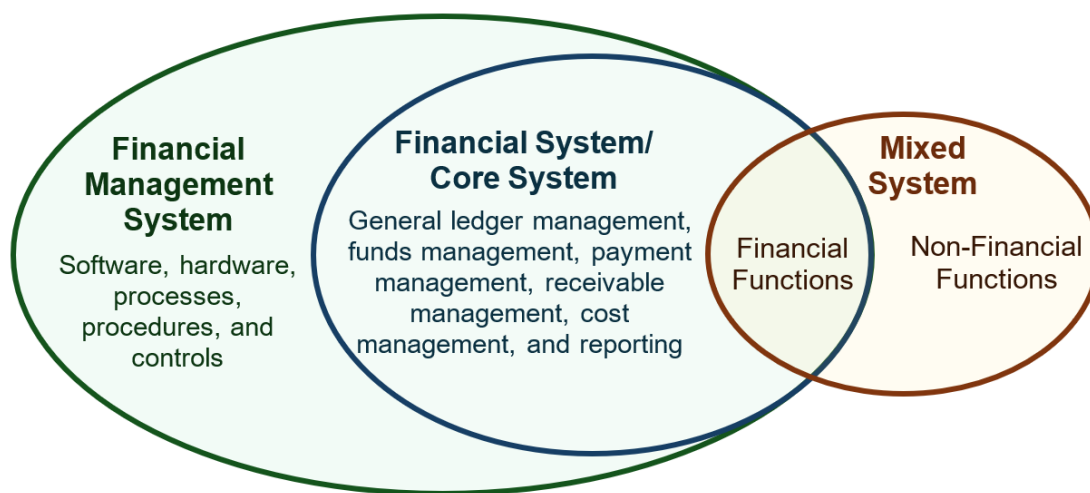 Financial
Management
System
Software, hardware,
processes,
procedures, and
controls
Financial System/
Core System
General ledger management,
funds management, payment
management, receivable
management, cost
management, and reporting
Mixed
System
Financial
Functions
Non-Financial
Functions